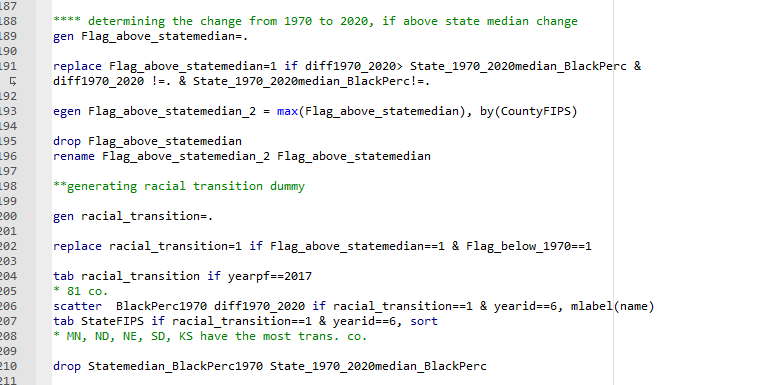 187
188 **** determining the change from 1970 to 2020, if above state median change
189 gen Flag_above_statemedian=.
190
191 replace Flag_above_statemedian=1 if diff1970_2020> State_1970_2020median_BlackPerc &
diff1970_2020 !=. & State_1970_2020median_BlackPerc!=.
192
193 egen Flag_above_statemedian_2 = max(Flag_above_statemedian), by(CountyFIPS)
194
195 drop Flag_above_statemedian
196 rename Flag_above_statemedian_2 Flag_above_statemedian
197
198 **generating racial transition dummy
199
200 gen racial_transition=.
201
202 replace racial_transition=1 if Flag_above_statemedian==1 & Flag_below_1970==1
203
204 tab racial_transition if yearpf==2017
205 * 81 co.
206 scatter  BlackPerc1970 diff1970_2020 if racial_transition==1 & yearid==6, mlabel(name)
207 tab StateFIPS if racial_transition==1 & yearid==6, sort
208 * MN, ND, NE, SD, KS have the most trans. co.
209
210 drop Statemedian_BlackPerc1970 State_1970_2020median_BlackPerc
211